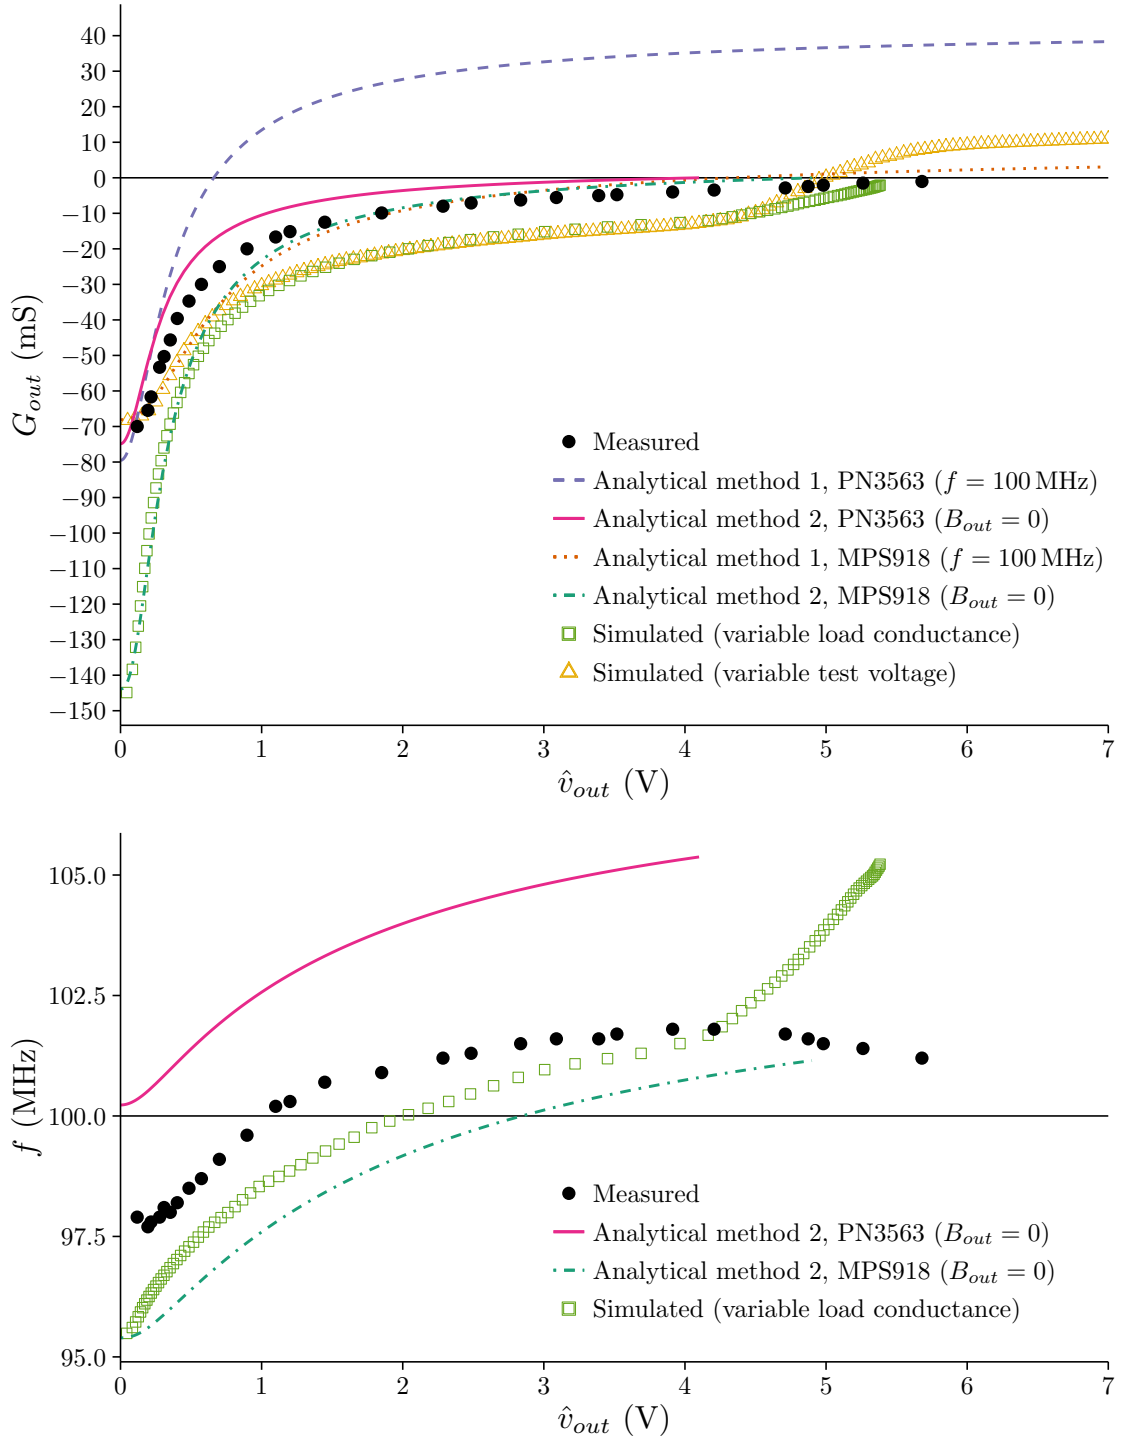 G_out (mS)
40
30
20
10
0
−10
−20
−30
−40
−50
−60
−70
−80
−90
−100
−110
−120
−130
−140
−150
Measured
Analytical method 1, PN3563 (f = 100 MHz)
Analytical method 2, PN3563 (B_out = 0)
Analytical method 1, MPS918 (f = 100 MHz)
Analytical method 2, MPS918 (B_out = 0)
Simulated (variable load conductance)
Simulated (variable test voltage)
0 1 2 3 4 5 6 7
v̂_out (V)
f (MHz)
105.0
102.5
100.0
97.5
95.0
Measured
Analytical method 2, PN3563 (B_out = 0)
Analytical method 2, MPS918 (B_out = 0)
Simulated (variable load conductance)
0 1 2 3 4 5 6 7
v̂_out (V)